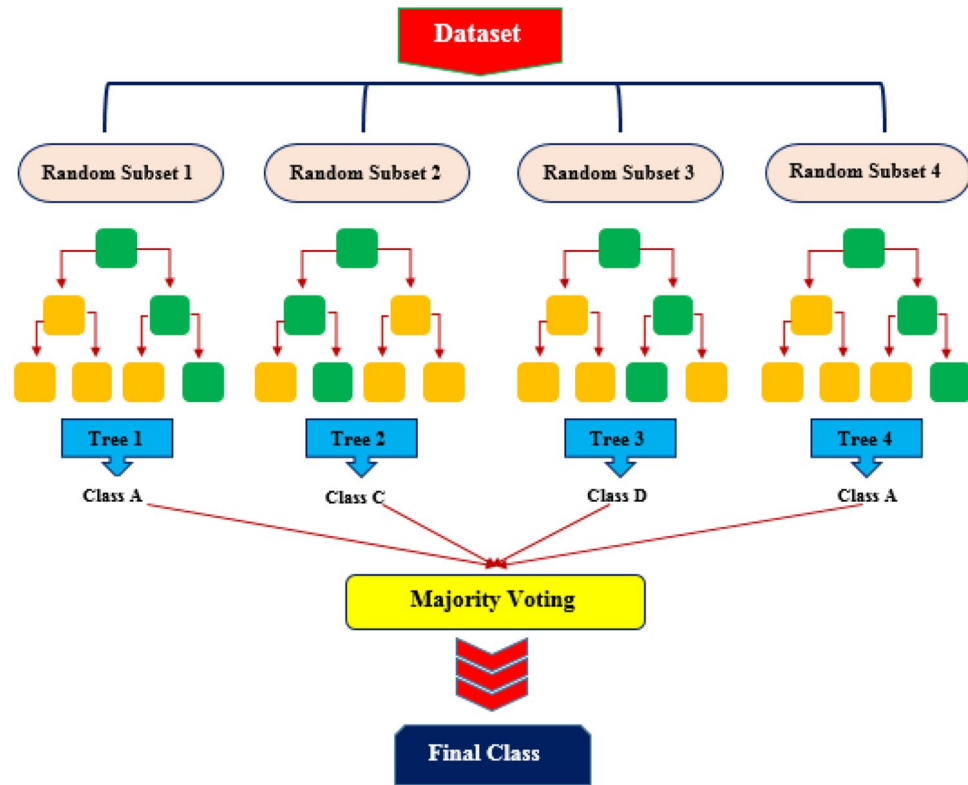 Dataset
Random Subset 1
Random Subset 2
Random Subset 3
Random Subset 4
Tree 1
Tree 2
Tree 3
Tree 4
Class A
Class C
Class D
Class A
Majority Voting
Final Class